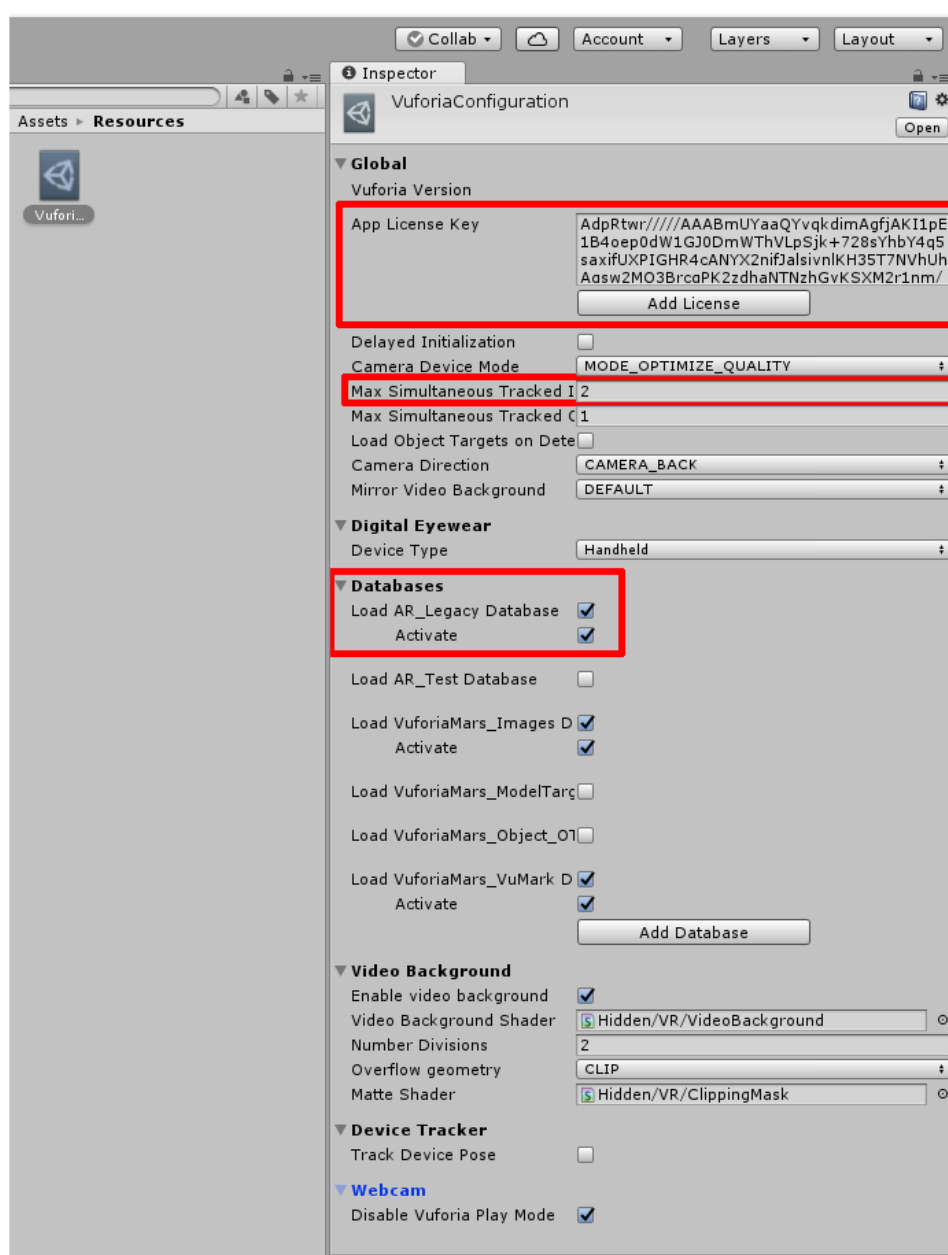 Collab Account Layers Layout
Inspector
VuforiaConfiguration
Open
Assets Resources
Vufori...
Global
Vuforia Version
App License Key
AdpRtwr/////AAABmUYaaQYvqkdimAgfjAKI1pE
1B4oep0dW1GJ0DmWThVLpSjk+728sYhbY4q5
saxifUXPIGHR4cANYX2nifJalsivnlKH35T7NVhUh
Aqsw2MO3BrcqPK2zdhaNTNzhGvKSXM2r1nm/
Add License
Delayed Initialization
Camera Device Mode MODE_OPTIMIZE_QUALITY
Max Simultaneous Tracked I 2
Max Simultaneous Tracked 1
Load Object Targets on Dete
Camera Direction CAMERA_BACK
Mirror Video Background DEFAULT
Digital Eyewear
Device Type Handheld
Databases
Load AR_Legacy Database
Activate
Load AR_Test Database
Load VuforiaMars_Images D
Activate
Load VuforiaMars_ModelTarg
Load VuforiaMars_Object_OT
Load VuforiaMars_VuMark D
Activate
Add Database
Video Background
Enable video background
Video Background Shader Hidden/VR/VideoBackground
Number Divisions 2
Overflow geometry CLIP
Matte Shader Hidden/VR/ClippingMask
Device Tracker
Track Device Pose
Webcam
Disable Vuforia Play Mode